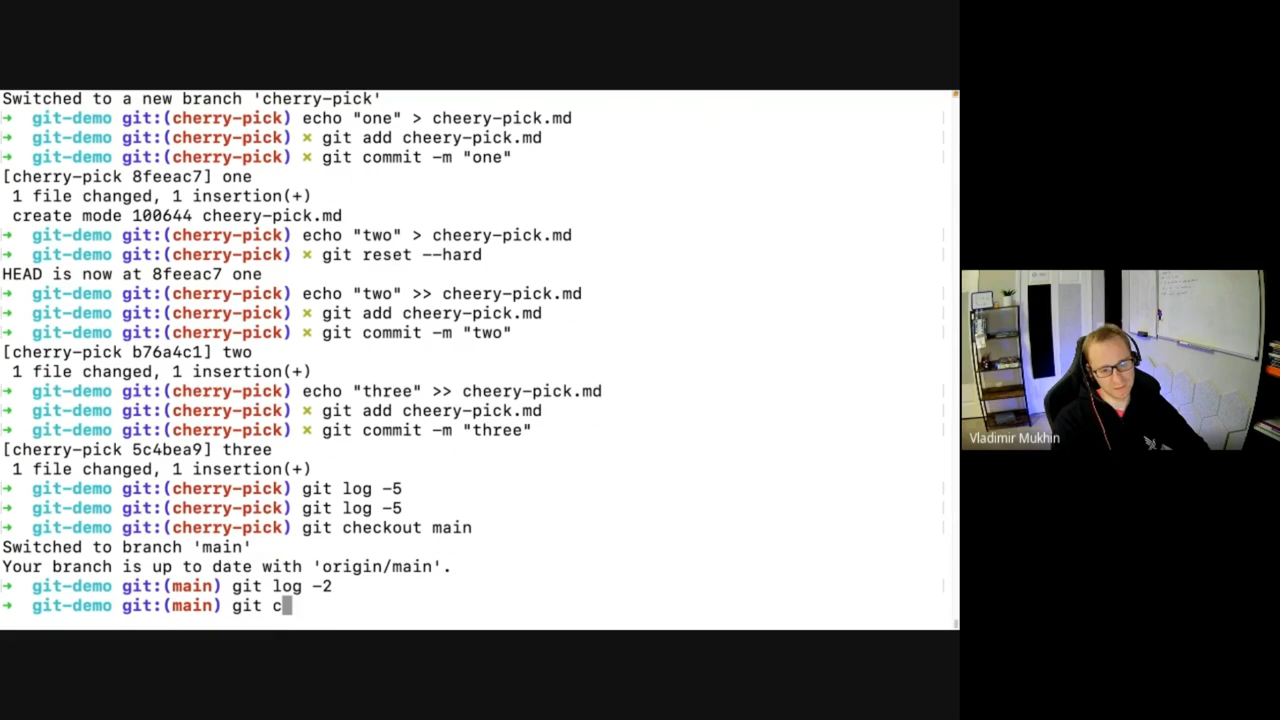 Switched to a new branch 'cherry-pick'
➜ git-demo git:(cherry-pick) echo "one" > cheery-pick.md
➜ git-demo git:(cherry-pick) × git add cheery-pick.md
➜ git-demo git:(cherry-pick) × git commit -m "one"
[cherry-pick 8feeac7] one
1 file changed, 1 insertion(+)
create mode 100644 cheery-pick.md
➜ git-demo git:(cherry-pick) echo "two" > cheery-pick.md
➜ git-demo git:(cherry-pick) × git reset --hard
HEAD is now at 8feeac7 one
➜ git-demo git:(cherry-pick) echo "two" >> cheery-pick.md
➜ git-demo git:(cherry-pick) × git add cheery-pick.md
➜ git-demo git:(cherry-pick) × git commit -m "two"
[cherry-pick b76a4c1] two
1 file changed, 1 insertion(+)
➜ git-demo git:(cherry-pick) echo "three" >> cheery-pick.md
➜ git-demo git:(cherry-pick) × git add cheery-pick.md
➜ git-demo git:(cherry-pick) × git commit -m "three"
[cherry-pick 5c4bea9] three
1 file changed, 1 insertion(+)
➜ git-demo git:(cherry-pick) git log -5
➜ git-demo git:(cherry-pick) git log -5
➜ git-demo git:(cherry-pick) git checkout main
Switched to branch 'main'
Your branch is up to date with 'origin/main'.
➜ git-demo git:(main) git log -2
➜ git-demo git:(main) git c
Vladimir Mukhin